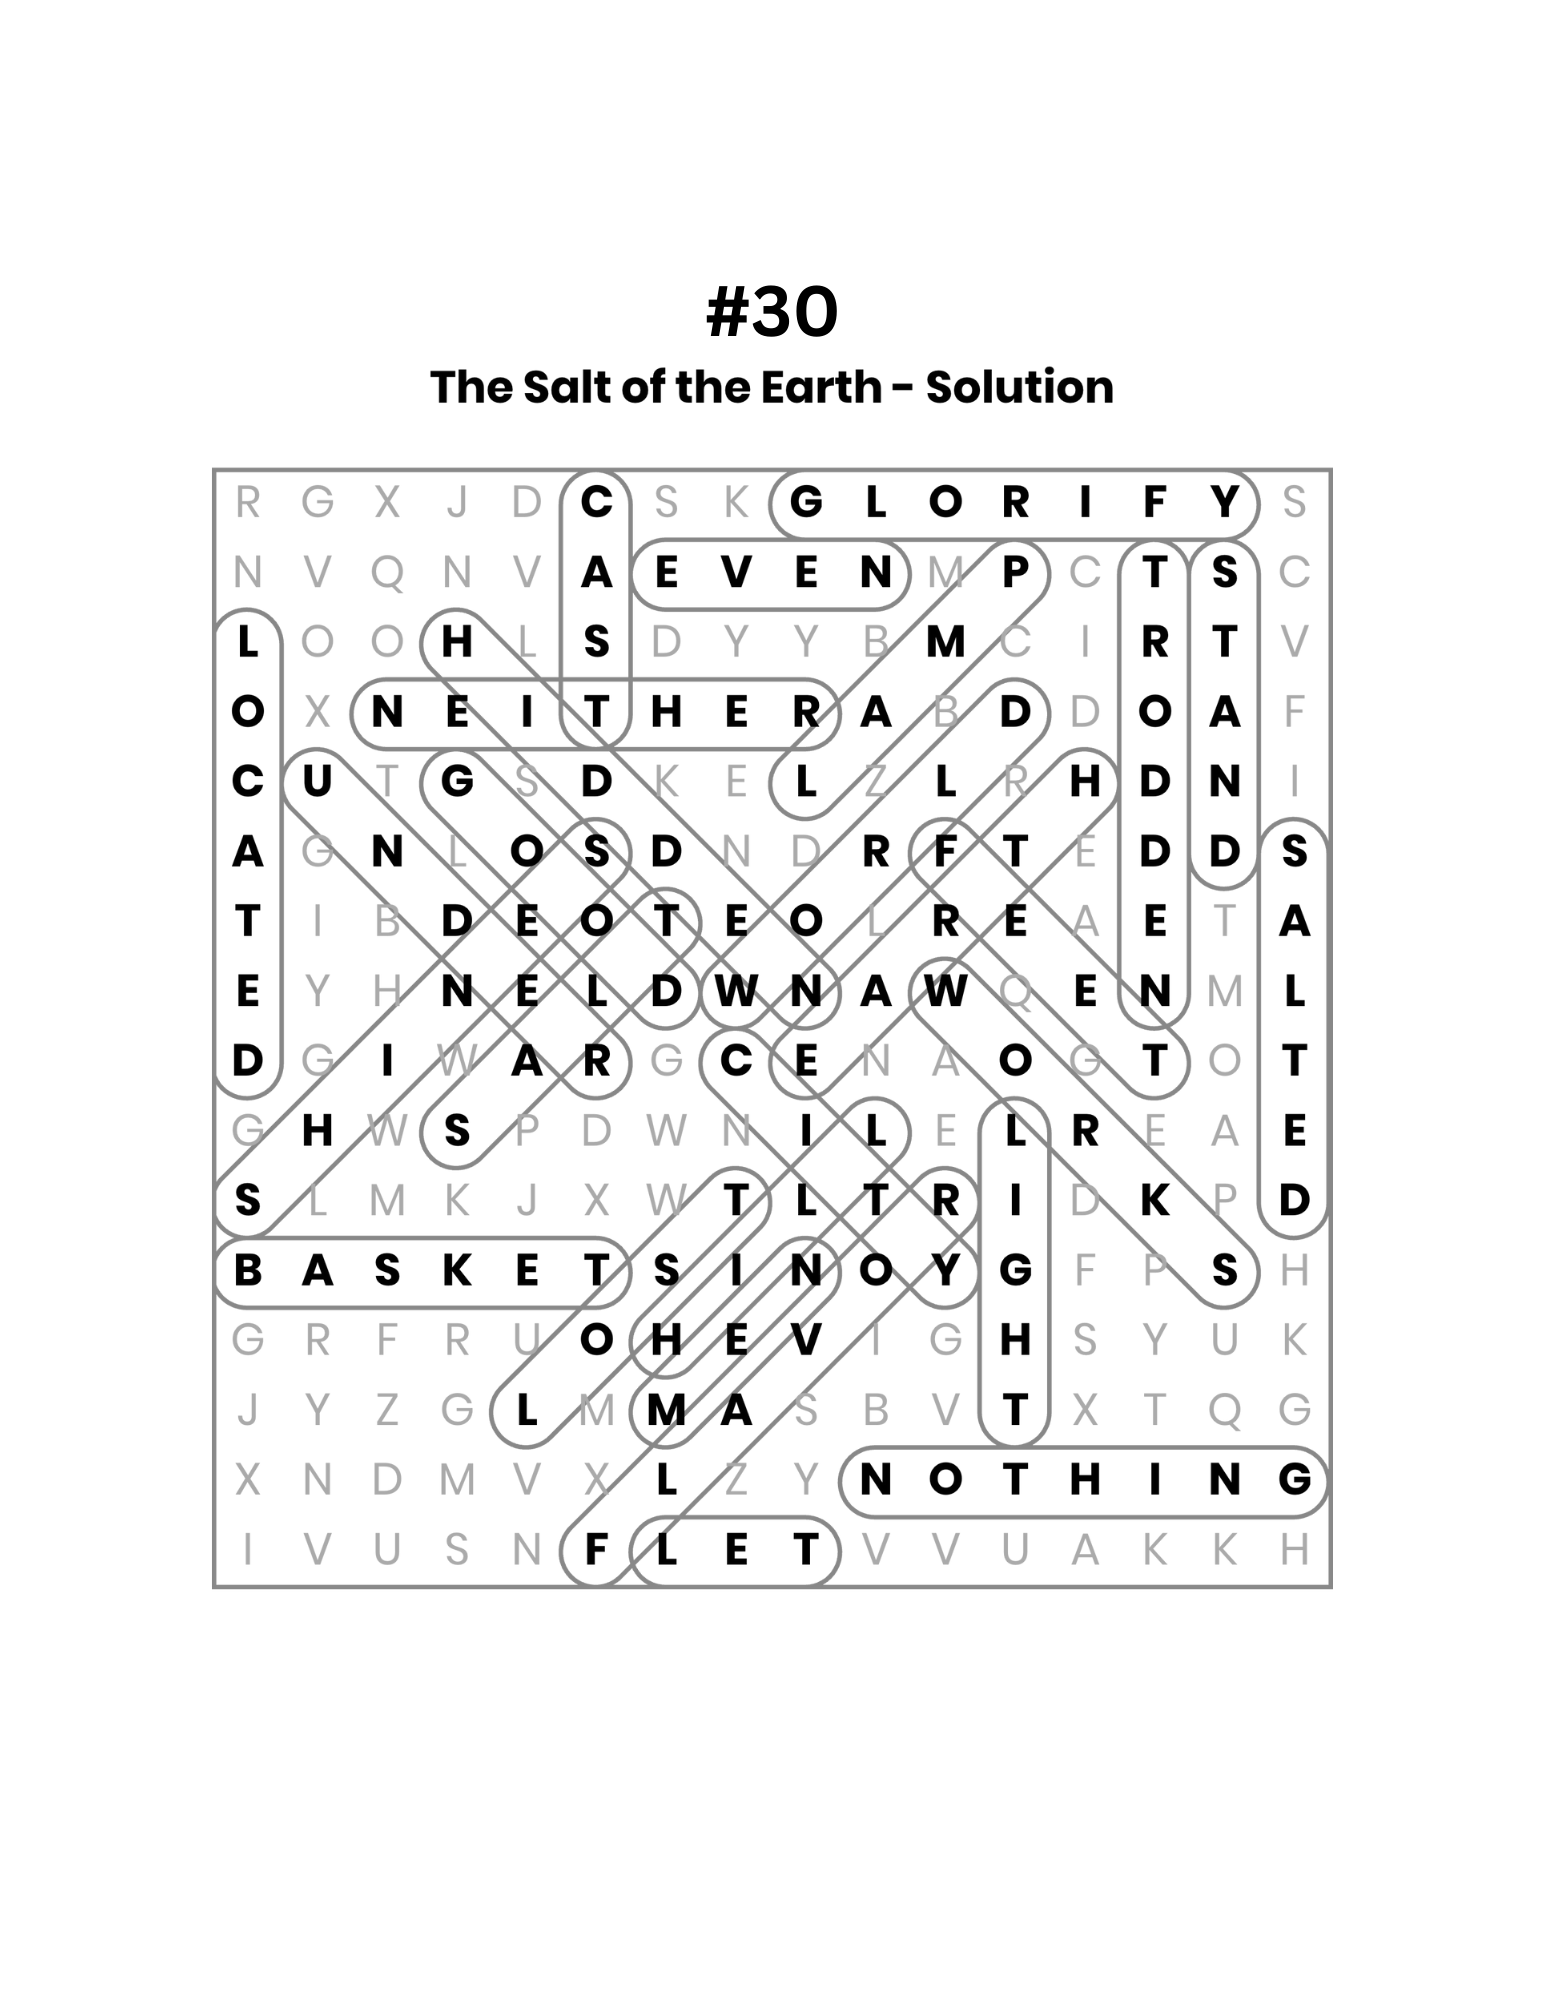 #30
The Salt of the Earth - Solution
R G X J D C S K G L O R I F Y S
N V Q N V A E V E N M P C T S C
L O O H L S D Y Y B M C I R T V
O X N E I T H E R A B D D O A F
C U T G S D K E L Z L R H D N I
A G N L O S D N D R F T E D D S
T I B D E O T E O L R E A E T A
E Y H N E L D W N A W Q E N M L
D G I W A R G C E N A O G T O T
G H W S P D W N I L E L R E A E
S L M K J X W T L T R I D K P D
B A S K E T S I N O Y G F P S H
G R F R U O H E V I G H S Y U K
J Y Z G L M M A S B V T X T Q G
X N D M V X L Z Y N O T H I N G
I V U S N F L E T V V U A K K H